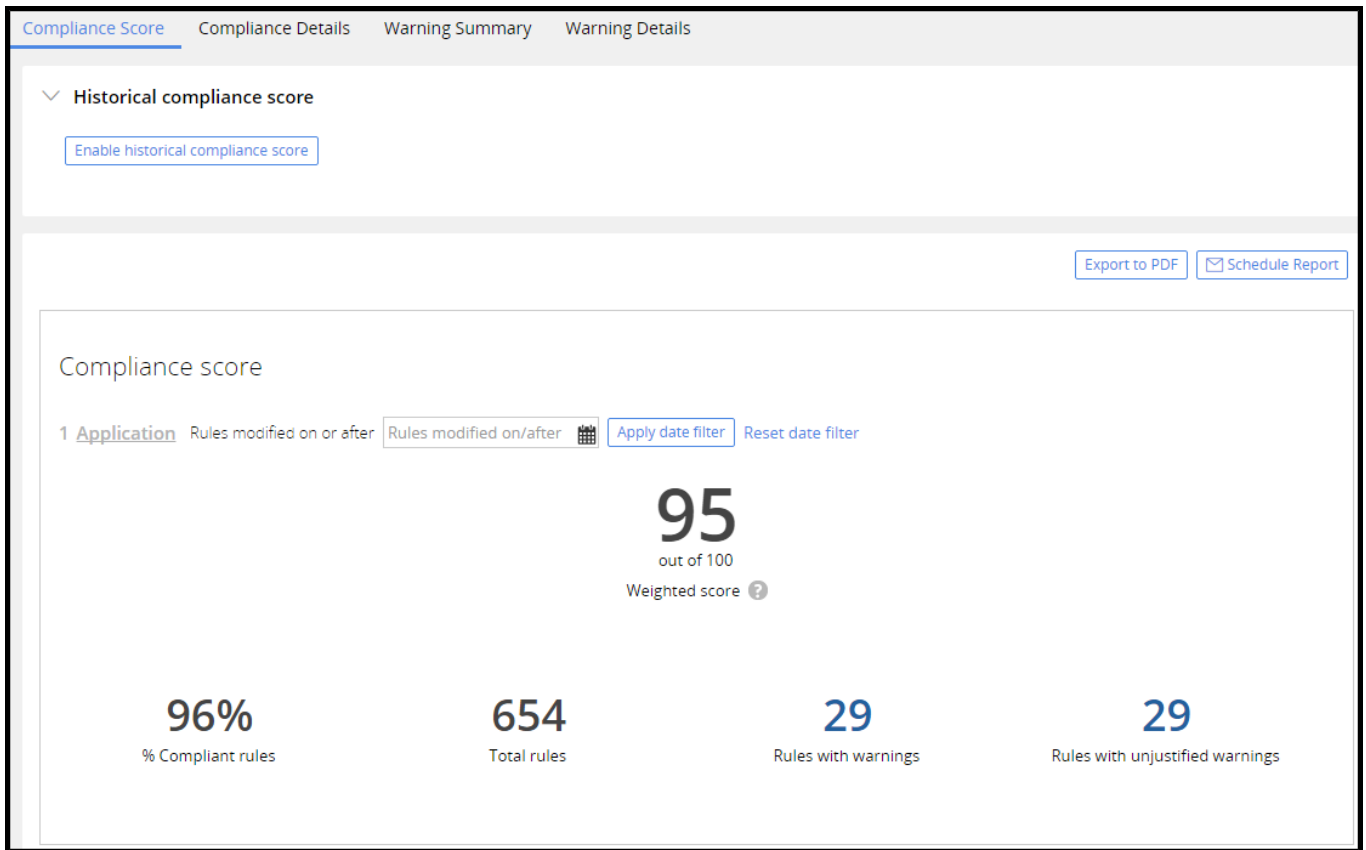 Compliance Score Compliance Details Warning Summary Warning Details
Historical compliance score
Enable historical compliance score
Export to PDF Schedule Report
Compliance score
1 Application Rules modified on or after Rules modified on/after Apply date filter Reset date filter
95
out of 100
Weighted score ?
96% 654 29 29
% Compliant rules Total rules Rules with warnings Rules with unjustified warnings